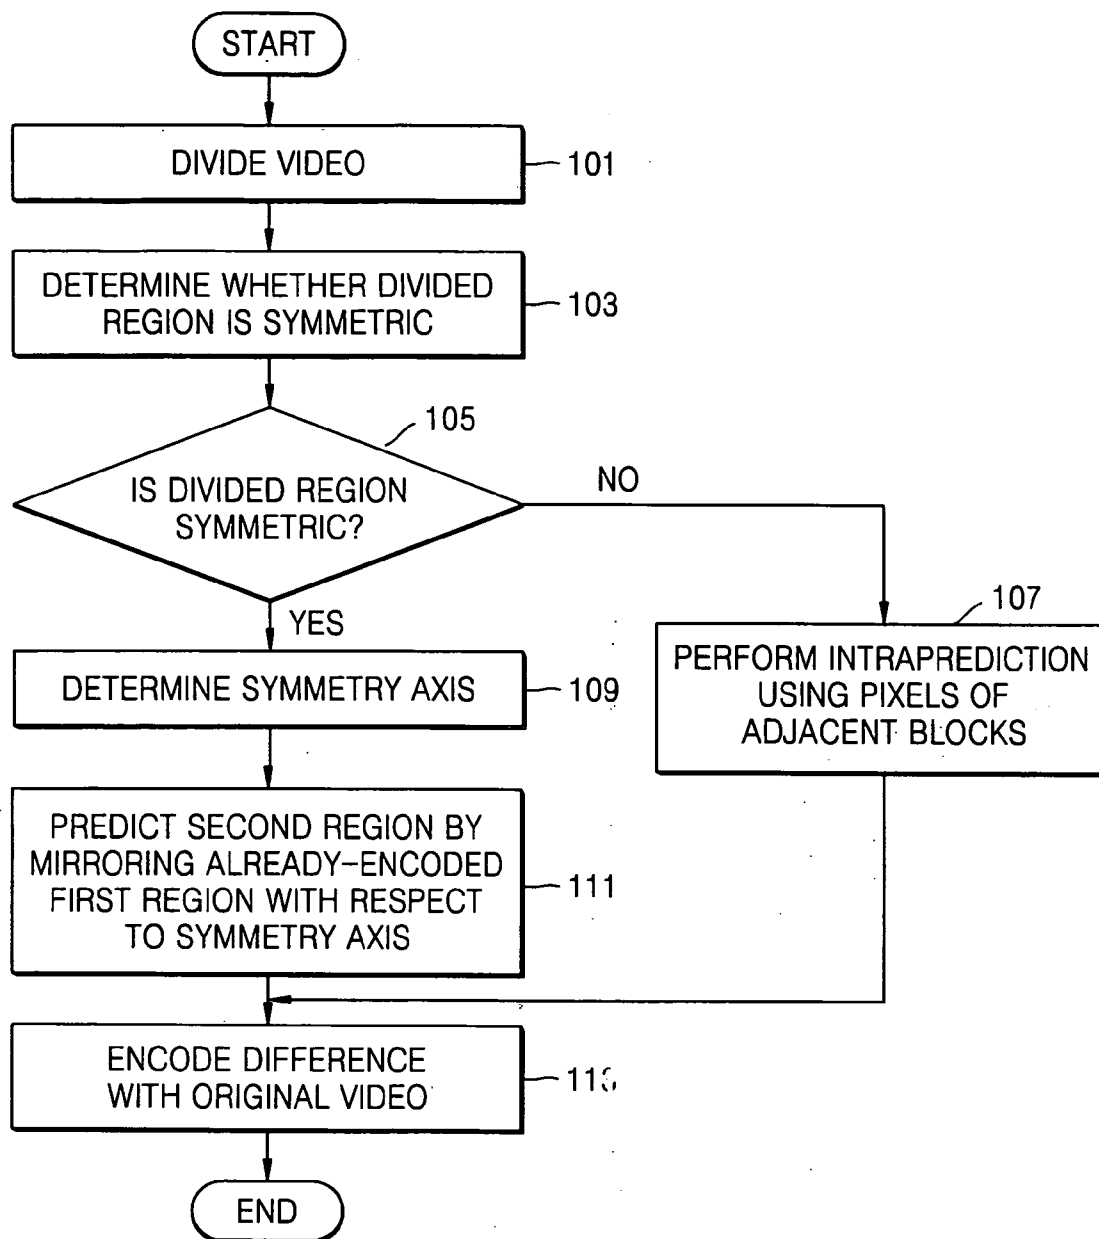 START
DIVIDE VIDEO
101
DETERMINE WHETHER DIVIDED
REGION IS SYMMETRIC
103
105
IS DIVIDED REGION
SYMMETRIC?
NO
YES
107
PERFORM INTRAPREDICTION
USING PIXELS OF
ADJACENT BLOCKS
DETERMINE SYMMETRY AXIS
109
PREDICT SECOND REGION BY
MIRRORING ALREADY-ENCODED
FIRST REGION WITH RESPECT
TO SYMMETRY AXIS
111
ENCODE DIFFERENCE
WITH ORIGINAL VIDEO
END